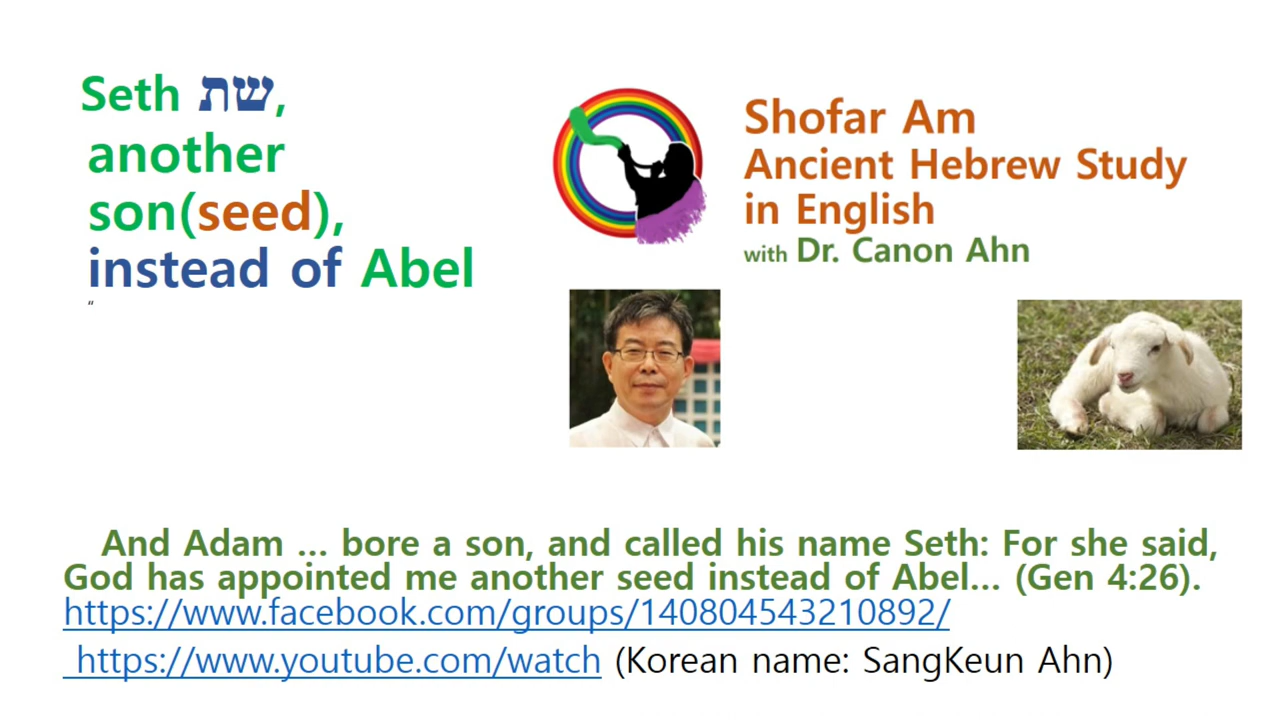 Seth שת,
another
son(seed),
instead of Abel
“
Shofar Am
Ancient Hebrew Study
in English
with Dr. Canon Ahn
And Adam ... bore a son, and called his name Seth: For she said,
God has appointed me another seed instead of Abel... (Gen 4:26).
https://www.facebook.com/groups/140804543210892/
https://www.youtube.com/watch (Korean name: SangKeun Ahn)